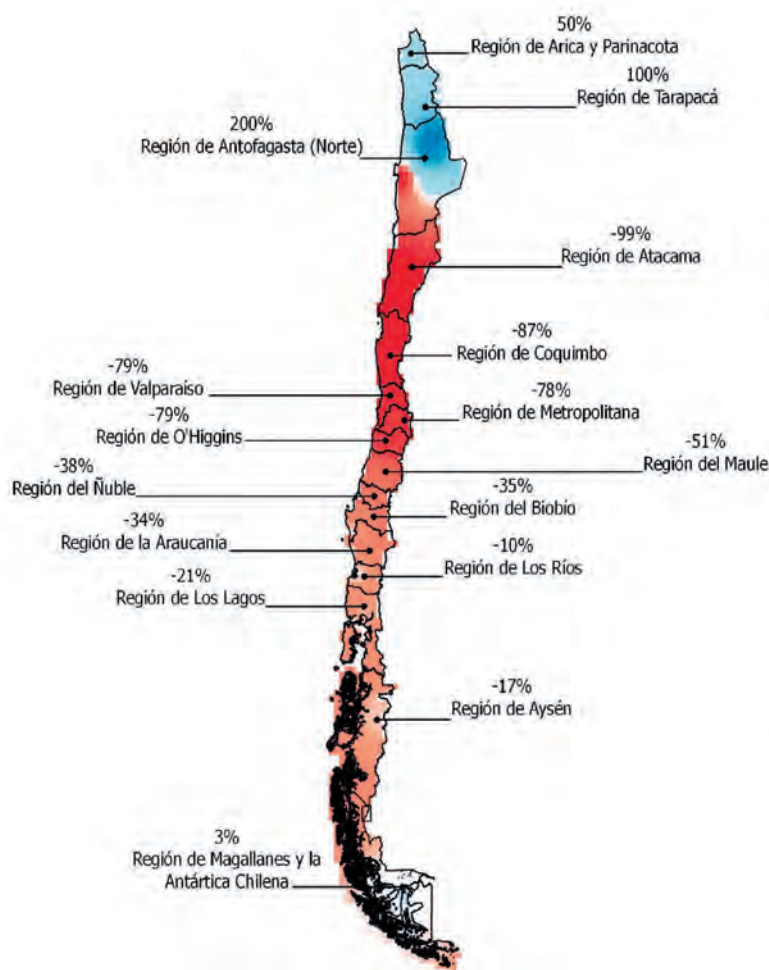 50%
Región de Arica y Parinacota
100%
Región de Tarapacá
200%
Región de Antofagasta (Norte)
-99%
Región de Atacama
-87%
Región de Coquimbo
-79%
Región de Valparaíso
-78%
Región de Metropolitana
-79%
Región de O'Higgins
-51%
Región del Maule
-38%
Región del Ñuble
-35%
Región del Biobío
-34%
Región de la Araucanía
-10%
Región de Los Ríos
-21%
Región de Los Lagos
-17%
Región de Aysén
3%
Región de Magallanes y la
Antártica Chilena